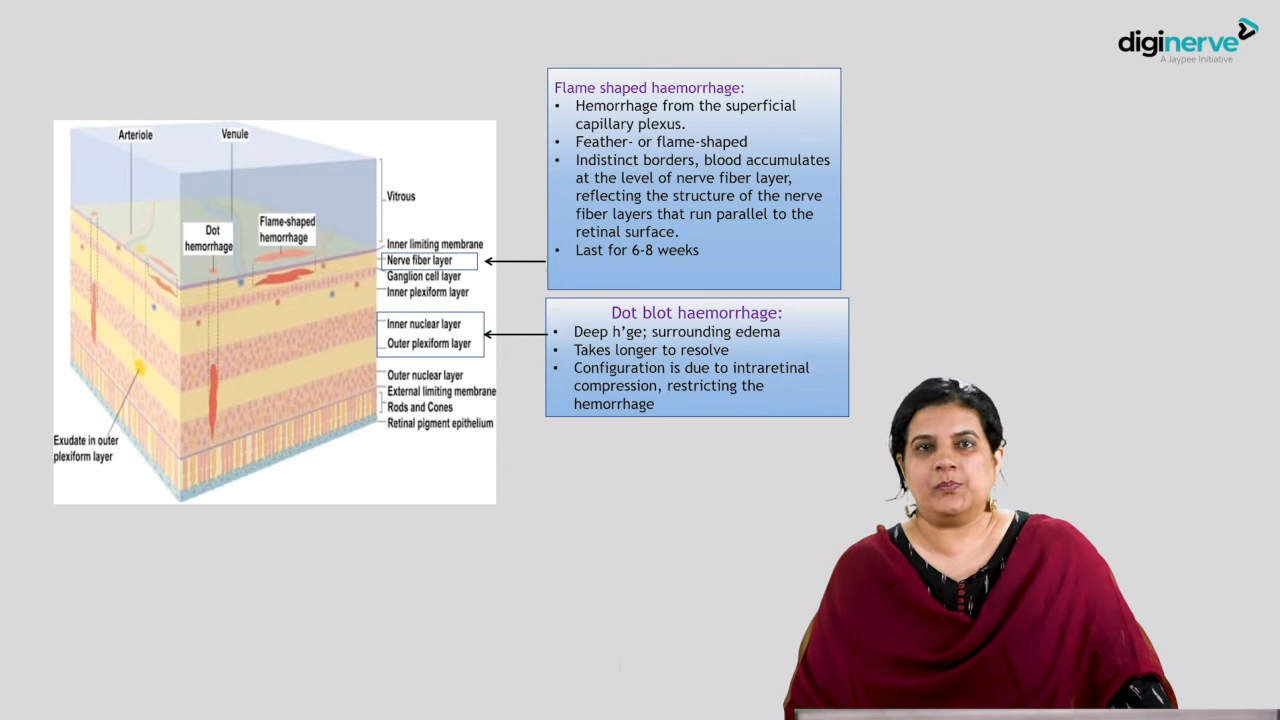 diginerve
A Jaypee Initiative
Arteriole
Venule
Dot
hemorrhage
Flame-shaped
hemorrhage
Exudate in outer
plexiform layer
Vitrous
Inner limiting membrane
Nerve fiber layer
Ganglion cell layer
Inner plexiform layer
Inner nuclear layer
Outer plexiform layer
Outer nuclear layer
External limiting membrane
Rods and Cones
Retinal pigment epithelium
Flame shaped haemorrhage:
• Hemorrhage from the superficial
capillary plexus.
• Feather- or flame-shaped
• Indistinct borders, blood accumulates
at the level of nerve fiber layer,
reflecting the structure of the nerve
fiber layers that run parallel to the
retinal surface.
• Last for 6-8 weeks
Dot blot haemorrhage:
• Deep h’ge; surrounding edema
• Takes longer to resolve
• Configuration is due to intraretinal
compression, restricting the
hemorrhage